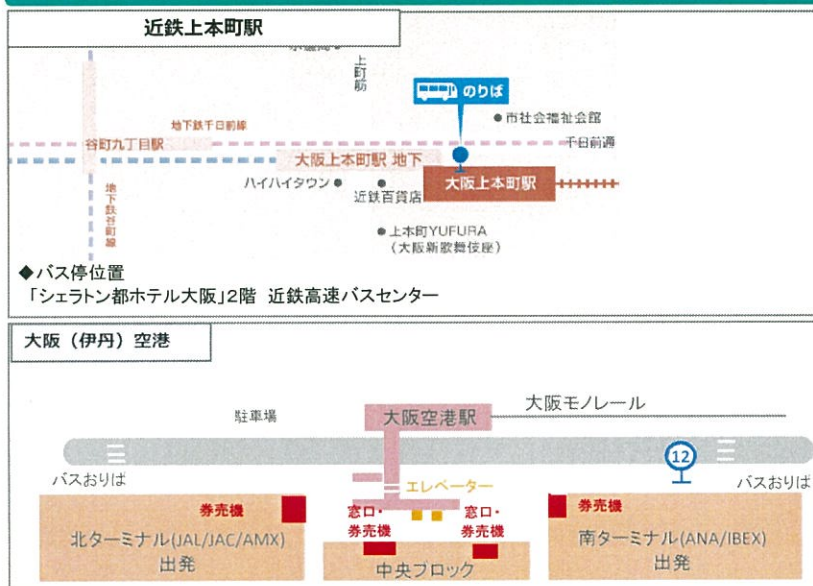 近鉄上本町駅
上町筋
のりば
市社会福祉会館
地下鉄千日前線
谷町九丁目駅
千日前通
大阪上本町駅 地下
ハイハイタウン
近鉄百貨店
大阪上本町駅
地下鉄谷町線
上本町YUFURA
(大阪新歌舞伎座)
◆バス停位置
「シェラトン都ホテル大阪」2階 近鉄高速バスセンター
大阪(伊丹)空港
駐車場
大阪空港駅
大阪モノレール
バスおりば
12
バスおりば
エレベーター
券売機
窓口・
券売機
窓口・
券売機
券売機
北ターミナル(JAL/JAC/AMX)
出発
中央ブロック
南ターミナル(ANA/IBEX)
出発